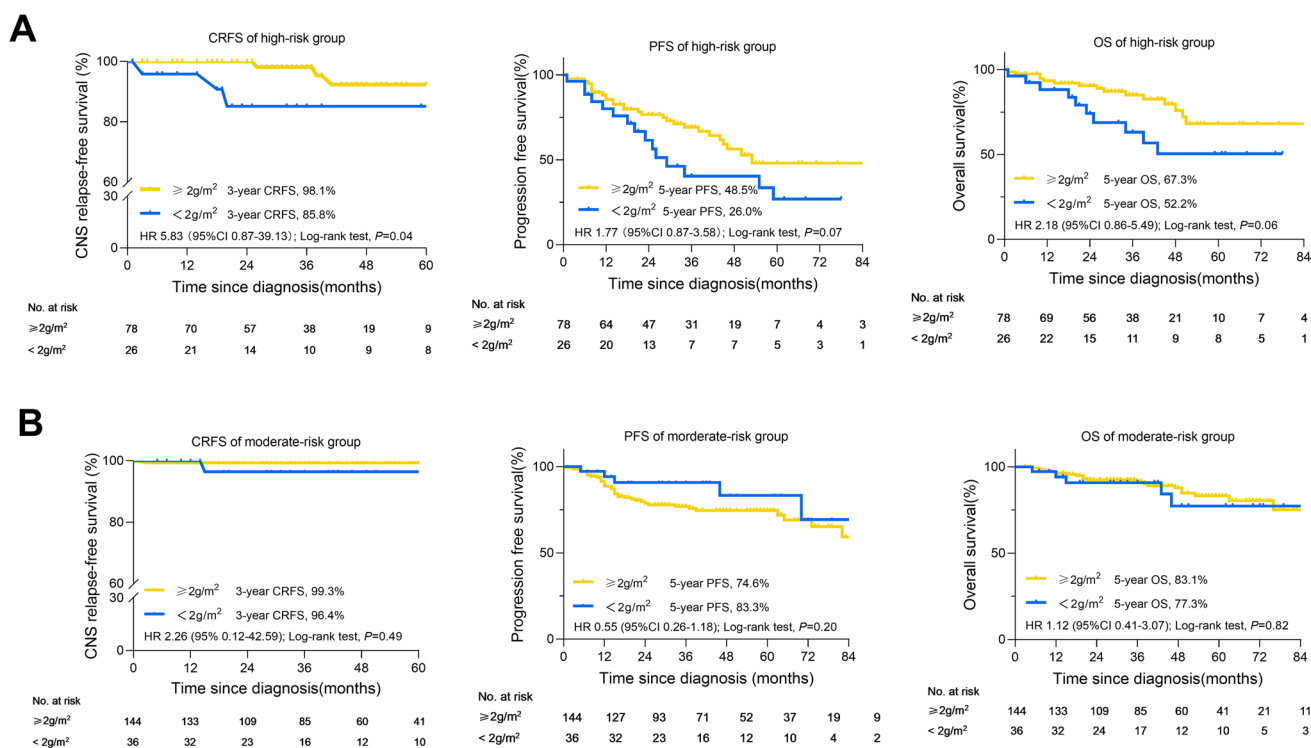 A
CRFS of high-risk group
CNS relapse-free survival (%)
100
80
60
30
0
≥ 2g/m² 3-year CRFS, 98.1%
< 2g/m² 3-year CRFS, 85.8%
HR 5.83 (95%CI 0.87-39.13); Log-rank test, P=0.04
0 12 24 36 48 60
Time since diagnosis(months)
No. at risk
≥2g/m² 78 70 57 38 19 9
< 2g/m² 26 21 14 10 9 8
PFS of high-risk group
Progression free survival(%)
100
50
0
≥ 2g/m² 5-year PFS, 48.5%
< 2g/m² 5-year PFS, 26.0%
HR 1.77 (95%CI 0.87-3.58); Log-rank test, P=0.07
0 12 24 36 48 60 72 84
Time since diagnosis(months)
No. at risk
≥2g/m² 78 64 47 31 19 7 4 3
< 2g/m² 26 20 13 7 7 5 3 1
OS of high-risk group
Overall survival(%)
100
50
0
≥2g/m² 5-year OS, 67.3%
<2g/m² 5-year OS, 52.2%
HR 2.18 (95%CI 0.86-5.49); Log-rank test, P=0.06
0 12 24 36 48 60 72 84
Time since diagnosis(months)
No. at risk
≥2g/m² 78 69 56 38 21 10 7 4
< 2g/m² 26 22 15 11 9 8 5 1
B
CRFS of moderate-risk group
CNS relapse-free survival (%)
100
80
60
30
0
≥2g/m² 3-year CRFS, 99.3%
<2g/m² 3-year CRFS, 96.4%
HR 2.26 (95% 0.12-42.59); Log-rank test, P=0.49
0 12 24 36 48 60
Time since diagnosis(months)
No. at risk
≥2g/m² 144 133 109 85 60 41
< 2g/m² 36 32 23 16 12 10
PFS of morderate-risk group
Progression free survival(%)
100
50
0
≥2g/m² 5-year PFS, 74.6%
<2g/m² 5-year PFS, 83.3%
HR 0.55 (95%CI 0.26-1.18); Log-rank test, P=0.20
0 12 24 36 48 60 72 84
Time since diagnosis (months)
No. at risk
≥2g/m² 144 127 93 71 52 37 19 9
< 2g/m² 36 32 23 16 12 10 4 2
OS of moderate-risk group
Overall survival(%)
100
50
0
≥2g/m² 5-year OS, 83.1%
<2g/m² 5-year OS, 77.3%
HR 1.12 (95%CI 0.41-3.07); Log-rank test, P=0.82
0 12 24 36 48 60 72 84
Time since diagnosis (months)
No. at risk
≥2g/m² 144 133 109 85 60 41 21 11
< 2g/m² 36 32 24 17 12 10 5 3